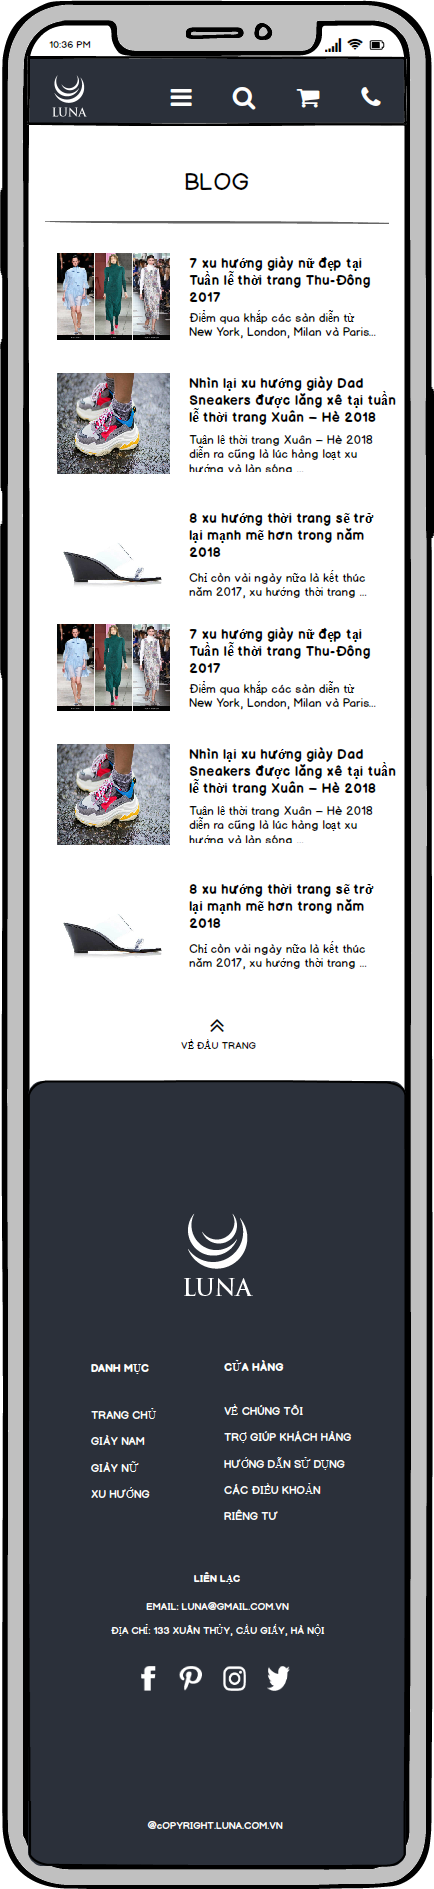 10:36 PM
LUNA
BLOG
7 xu hướng giày nữ đẹp tại
Tuần lễ thời trang Thu-Đông
2017
Điểm qua khắp các sàn diễn từ
New York, London, Milan và Paris...
Nhìn lại xu hướng giày Dad
Sneakers được lăng xê tại tuần
lễ thời trang Xuân – Hè 2018
Tuần lễ thời trang Xuân – Hè 2018
diễn ra cũng là lúc hàng loạt xu
hướng và làn sóng ...
8 xu hướng thời trang sẽ trở
lại mạnh mẽ hơn trong năm
2018
Chỉ còn vài ngày nữa là kết thúc
năm 2017, xu hướng thời trang ...
7 xu hướng giày nữ đẹp tại
Tuần lễ thời trang Thu-Đông
2017
Điểm qua khắp các sàn diễn từ
New York, London, Milan và Paris...
Nhìn lại xu hướng giày Dad
Sneakers được lăng xê tại tuần
lễ thời trang Xuân – Hè 2018
Tuần lễ thời trang Xuân – Hè 2018
diễn ra cũng là lúc hàng loạt xu
hướng và làn sóng ...
8 xu hướng thời trang sẽ trở
lại mạnh mẽ hơn trong năm
2018
Chỉ còn vài ngày nữa là kết thúc
năm 2017, xu hướng thời trang ...
VỀ ĐẦU TRANG
LUNA
DANH MỤC
TRANG CHỦ
GIÀY NAM
GIÀY NỮ
XU HƯỚNG
CỬA HÀNG
VỀ CHÚNG TÔI
TRỢ GIÚP KHÁCH HÀNG
HƯỚNG DẪN SỬ DỤNG
CÁC ĐIỀU KHOẢN
RIÊNG TƯ
LIÊN LẠC
EMAIL: LUNA@GMAIL.COM.VN
ĐỊA CHỈ: 133 XUÂN THỦY, CẦU GIẤY, HÀ NỘI
@cOPYRIGHT.LUNA.COM.VN